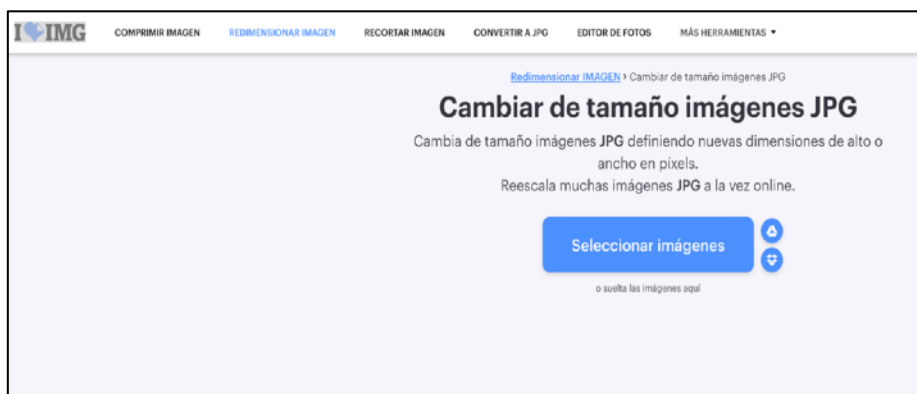 I IMG COMPRIMIR IMAGEN REDIMENSIONAR IMAGEN RECORTAR IMAGEN CONVERTIR A JPG EDITOR DE FOTOS MÁS HERRAMIENTAS
Redimensionar IMAGEN › Cambiar de tamaño imágenes JPG
Cambiar de tamaño imágenes JPG
Cambia de tamaño imágenes JPG definiendo nuevas dimensiones de alto o
ancho en píxels.
Reescala muchas imágenes JPG a la vez online.
Seleccionar imágenes
o suelta las imágenes aquí